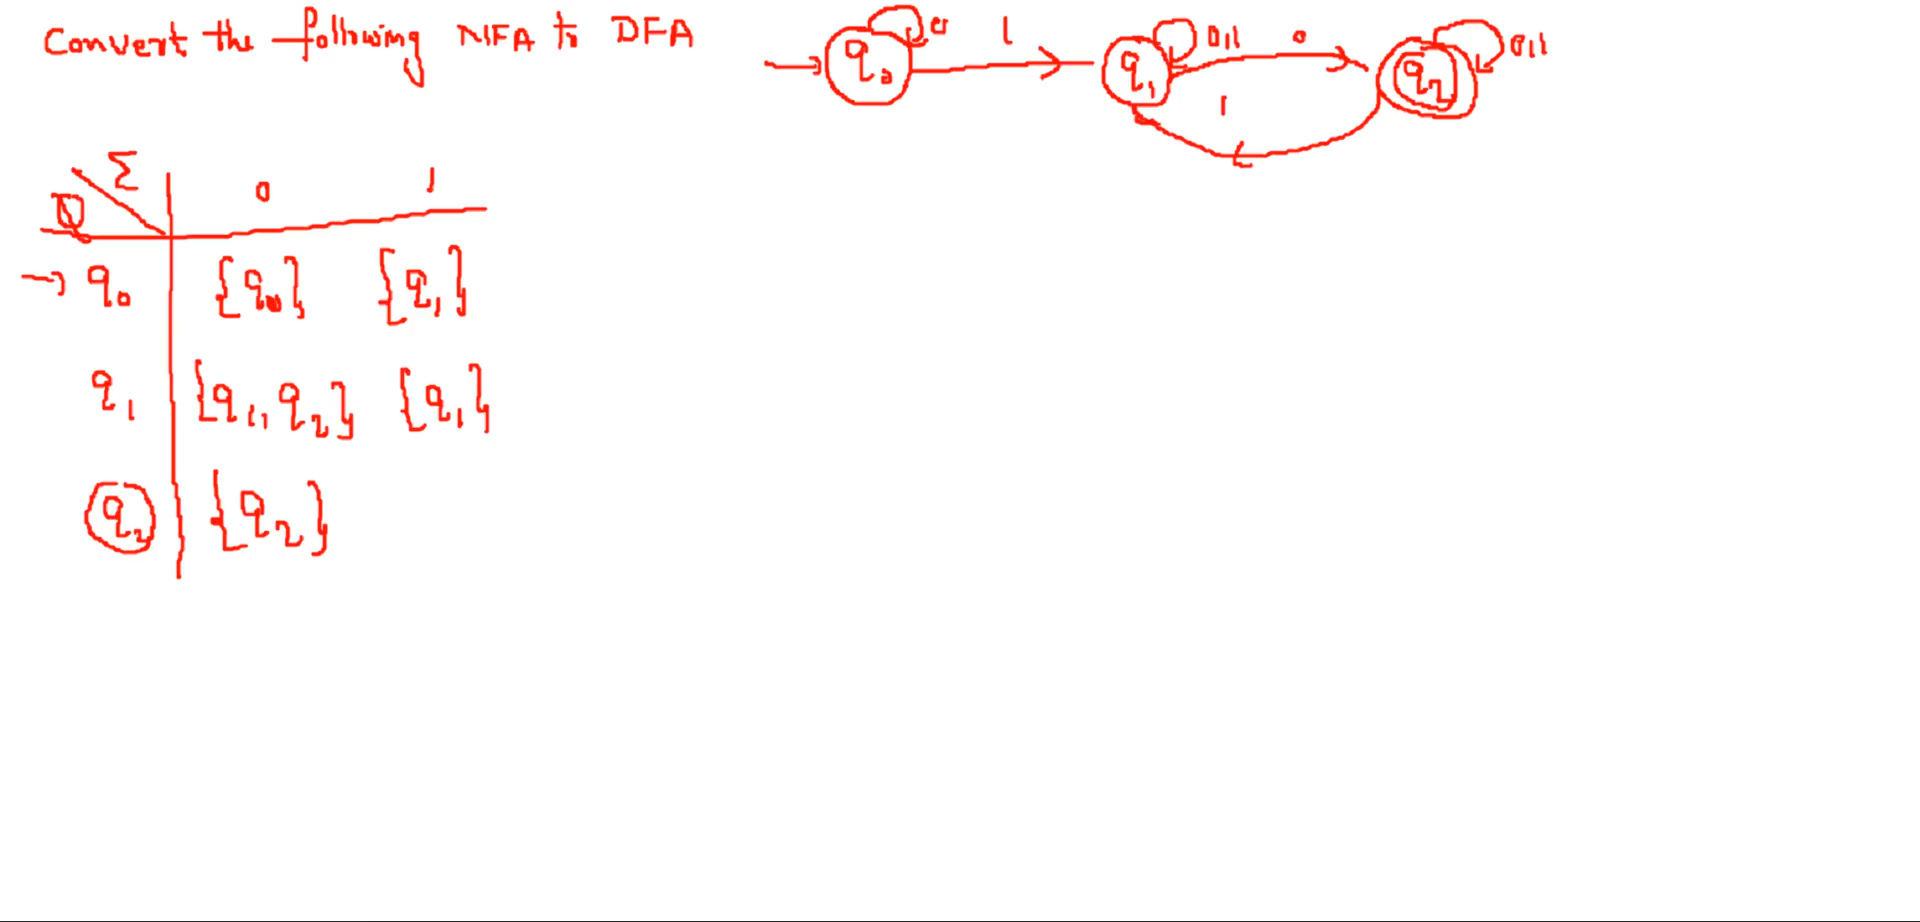 Convert the following NFA to DFA
q0 0 1 q1 0,1 0 q2 0,1
1
Σ
Q 0 1
→ q0 {q0} {q1}
q1 {q1, q2} {q1}
q2 {q2}